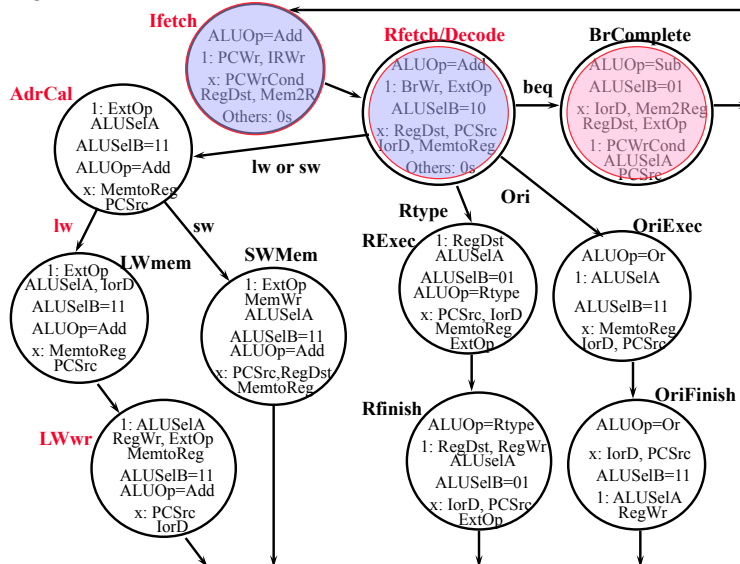 Ifetch
ALUOp=Add
1: PCWr, IRWr
x: PCWrCond
RegDst, Mem2R
Others: 0s
Rfetch/Decode
ALUOp=Add
1: BrWr, ExtOp
ALUSelB=10
x: RegDst, PCSrc
IorD, MemtoReg
Others: 0s
beq
BrComplete
ALUOp=Sub
ALUSelB=01
x: IorD, Mem2Reg
RegDst, ExtOp
1: PCWrCond
ALUSelA
PCSrc
AdrCal
1: ExtOp
ALUSelA
ALUSelB=11
ALUOp=Add
x: MemtoReg
PCSrc
lw or sw
Rtype
Ori
lw
sw
LWmem
1: ExtOp
ALUSelA, IorD
ALUSelB=11
ALUOp=Add
x: MemtoReg
PCSrc
SWMem
1: ExtOp
MemWr
ALUSelA
ALUSelB=11
ALUOp=Add
x: PCSrc,RegDst
MemtoReg
RExec
1: RegDst
ALUSelA
ALUSelB=01
ALUOp=Rtype
x: PCSrc, IorD
MemtoReg
ExtOp
OriExec
ALUOp=Or
1: ALUSelA
ALUSelB=11
x: MemtoReg
IorD, PCSrc
LWwr
1: ALUSelA
RegWr, ExtOp
MemtoReg
ALUSelB=11
ALUOp=Add
x: PCSrc
IorD
Rfinish
ALUOp=Rtype
1: RegDst, RegWr
ALUselA
ALUSelB=01
x: IorD, PCSrc
ExtOp
OriFinish
ALUOp=Or
x: IorD, PCSrc
ALUSelB=11
1: ALUSelA
RegWr